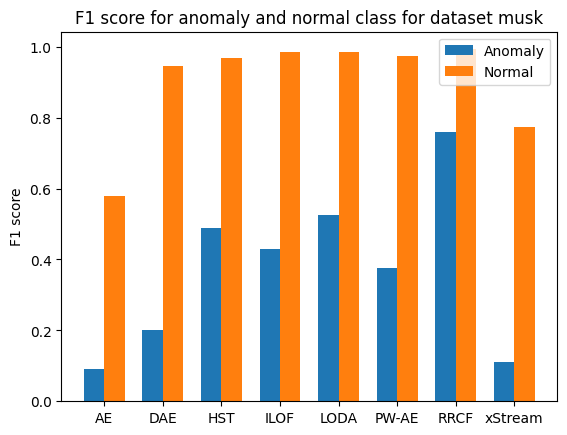 F1 score for anomaly and normal class for dataset musk
Anomaly
Normal
F1 score
1.0
0.8
0.6
0.4
0.2
0.0
AE DAE HST ILOF LODA PW-AE RRCF xStream